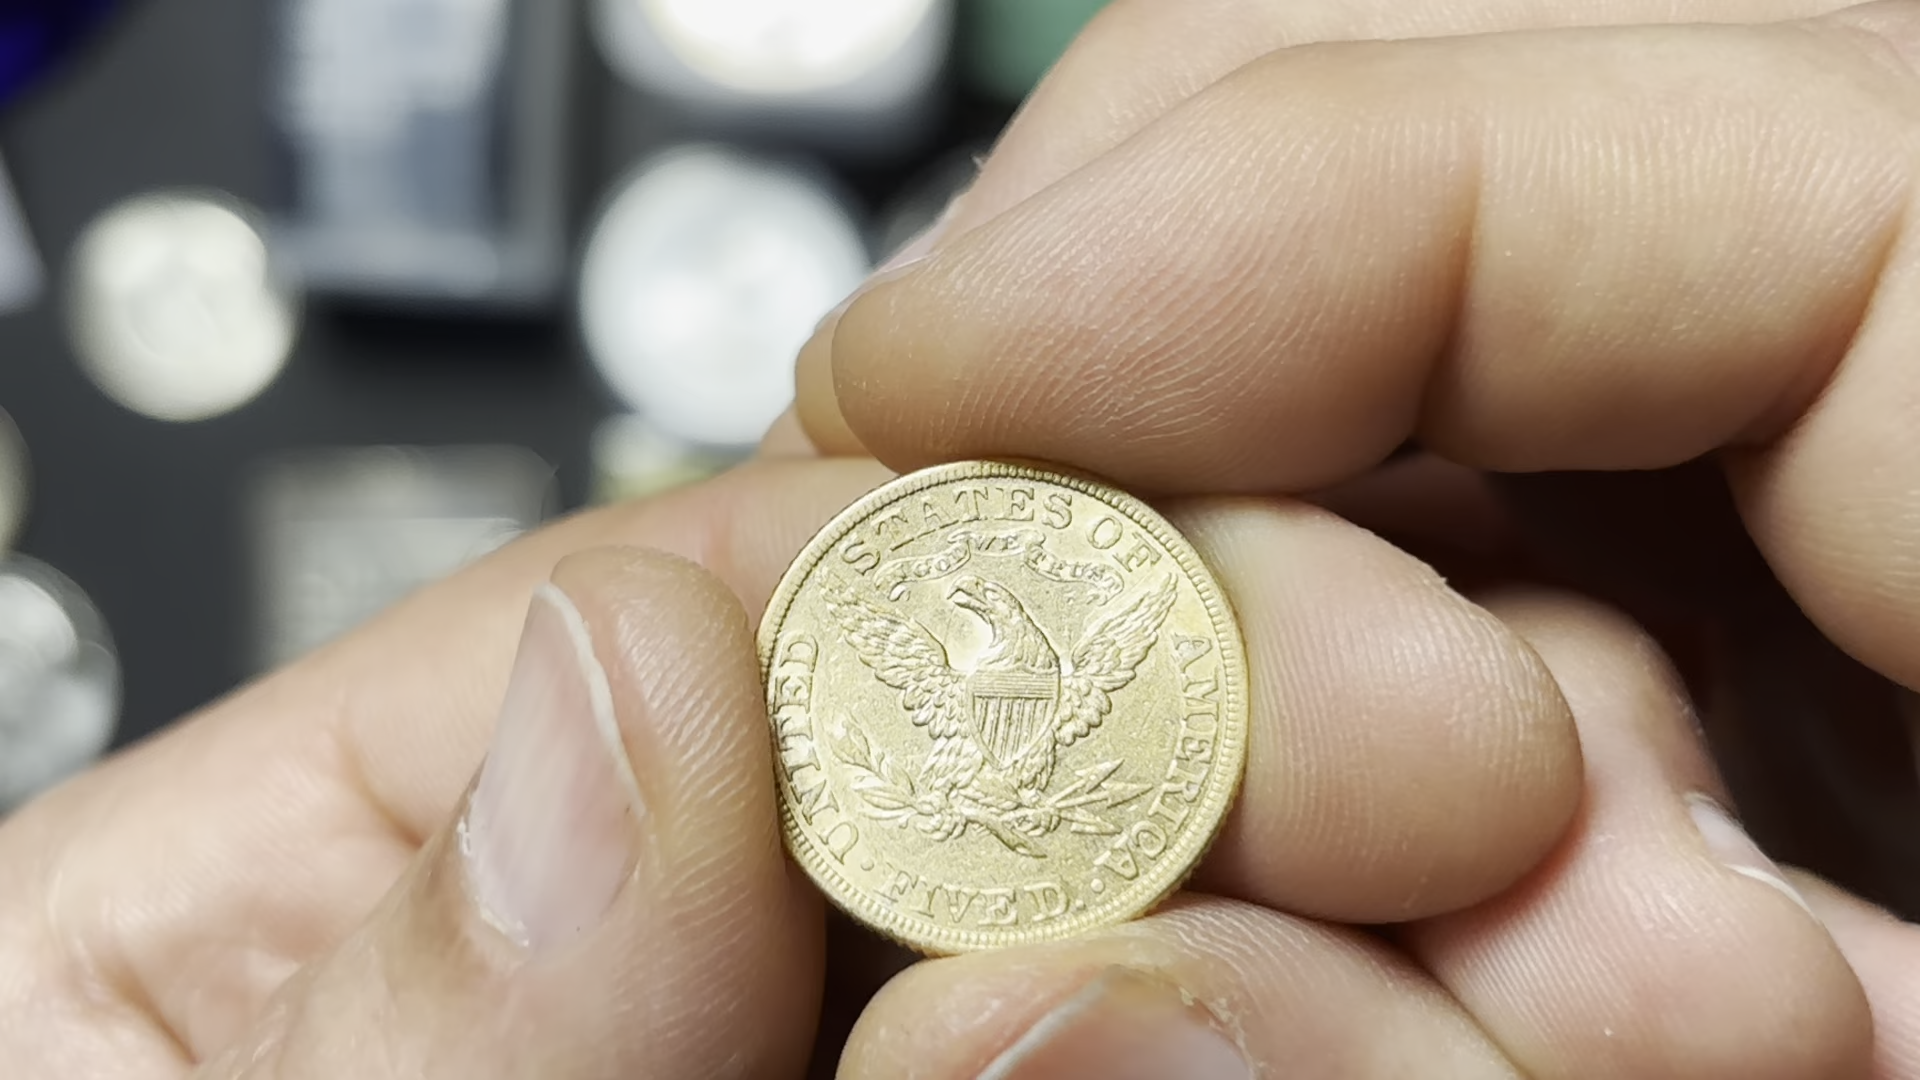 UNITED STATES OF AMERICA
IN GOD WE TRUST
· FIVE D. ·